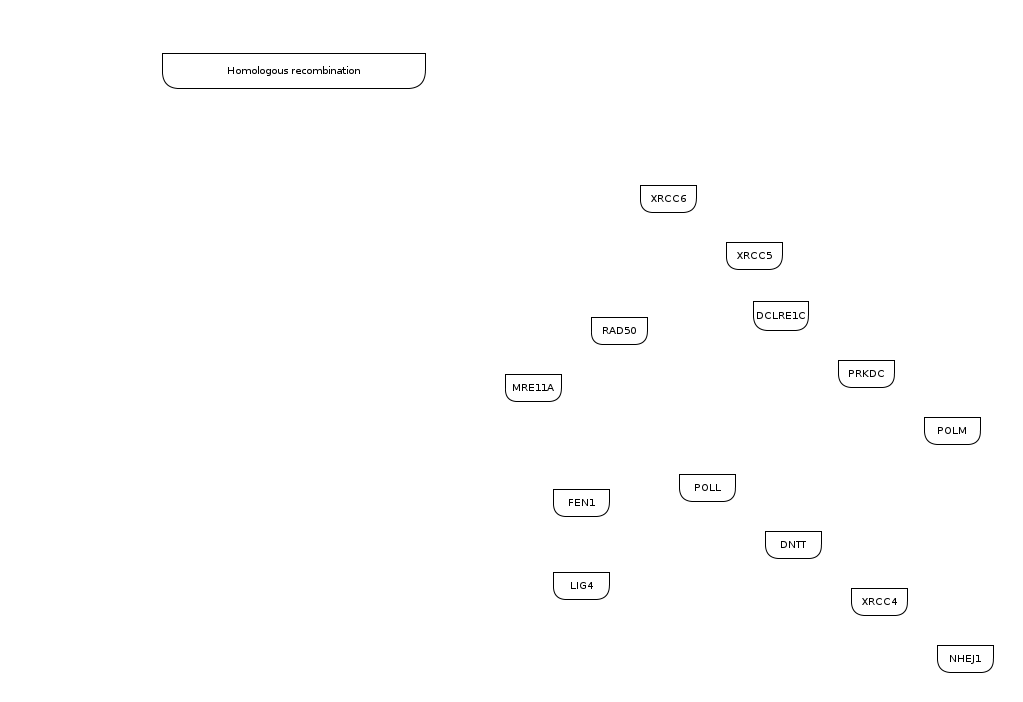 Homologous recombination
XRCC6
XRCC5
DCLRE1C
RAD50
PRKDC
MRE11A
POLM
POLL
FEN1
DNTT
LIG4
XRCC4
NHEJ1